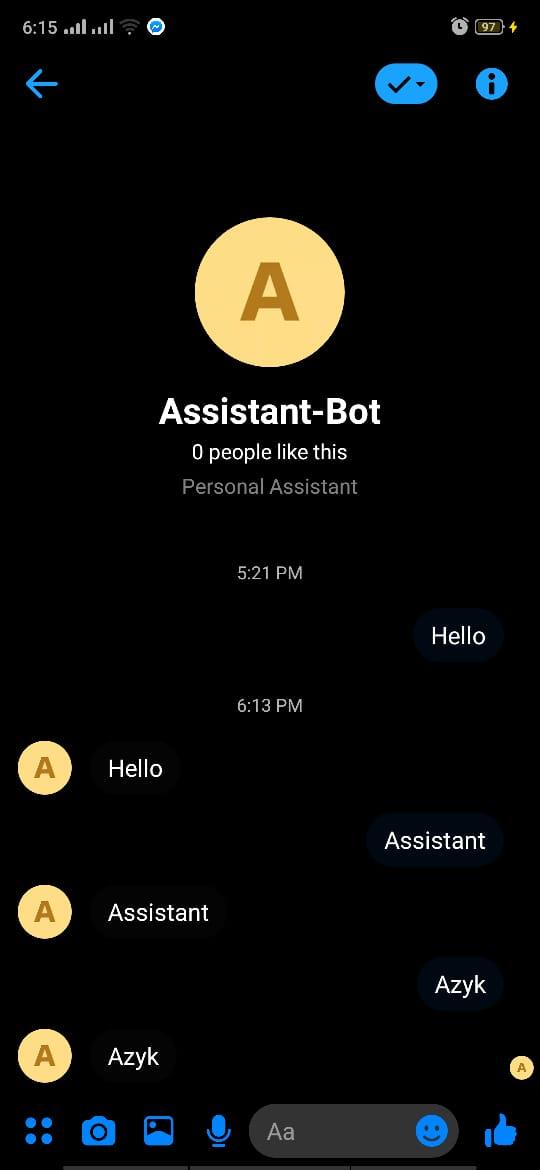 6:15
97
A
Assistant-Bot
0 people like this
Personal Assistant
5:21 PM
Hello
6:13 PM
A
Hello
Assistant
A
Assistant
Azyk
A
Azyk
A
Aa